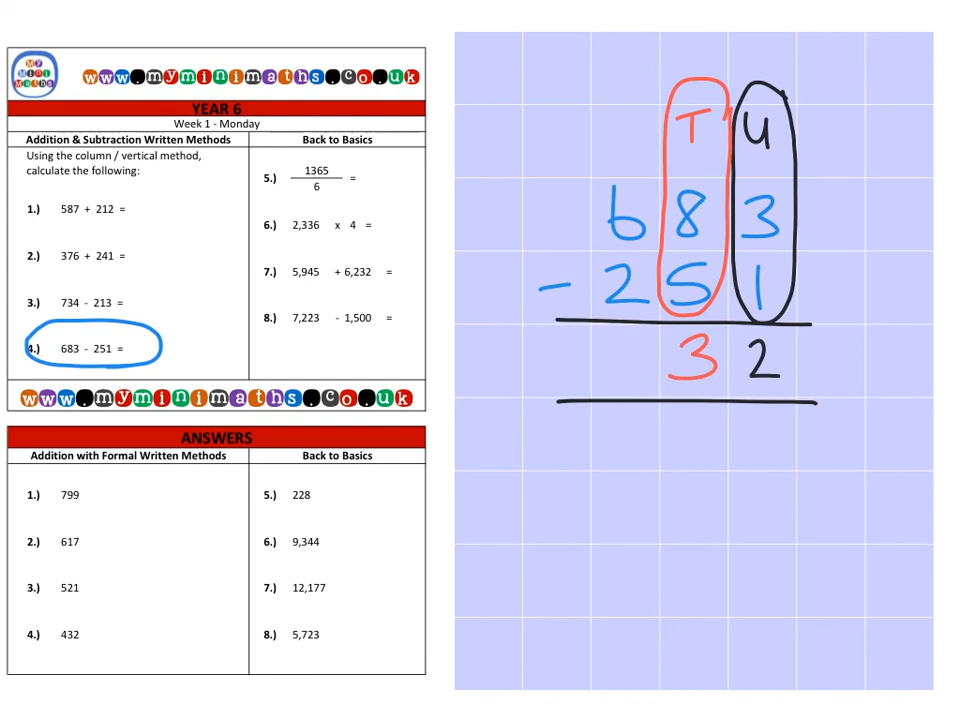 My
Mini
Maths
www.myminimaths.co.uk
YEAR 6
Week 1 - Monday
Addition & Subtraction Written Methods
Back to Basics
Using the column / vertical method,
calculate the following:
1.) 587 + 212 =
2.) 376 + 241 =
3.) 734 - 213 =
4.) 683 - 251 =
5.) 1365
6 =
6.) 2,336 x 4 =
7.) 5,945 + 6,232 =
8.) 7,223 - 1,500 =
www.myminimaths.co.uk
ANSWERS
Addition with Formal Written Methods
Back to Basics
1.) 799
2.) 617
3.) 521
4.) 432
5.) 228
6.) 9,344
7.) 12,177
8.) 5,723
T U
6 8 3
- 2 5 1
3 2